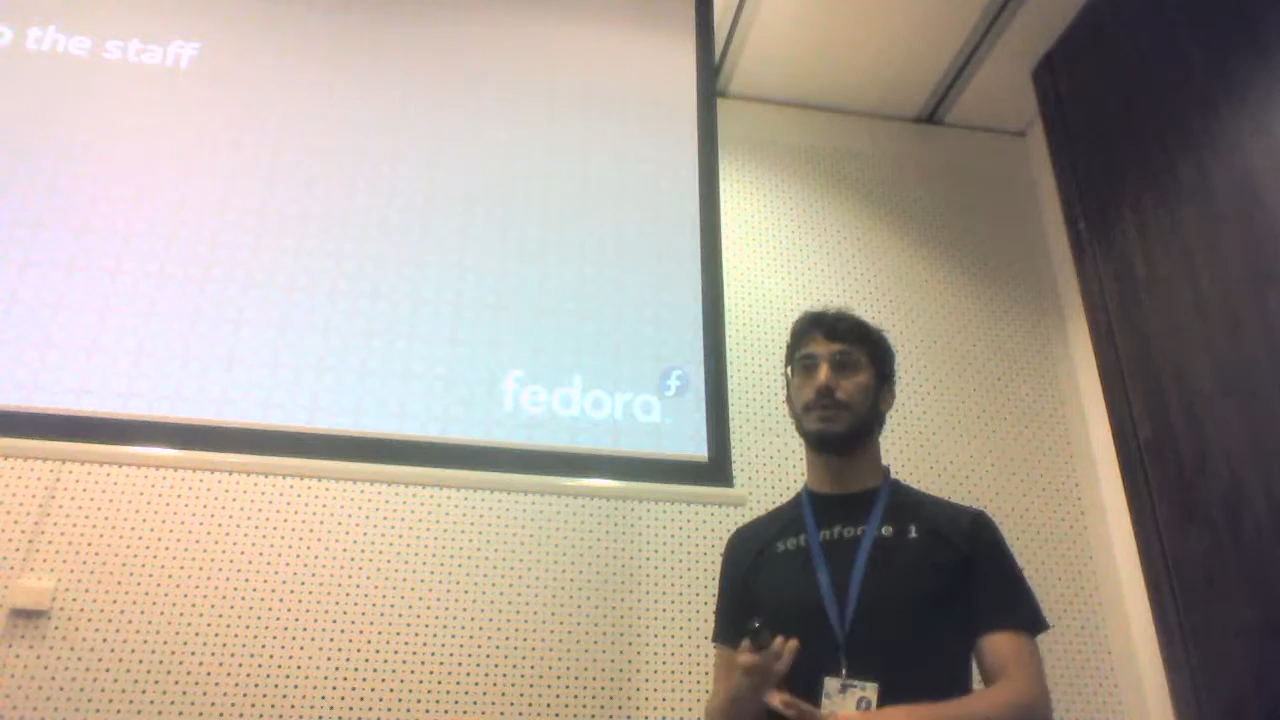 the staff
fedora
setenforce 1